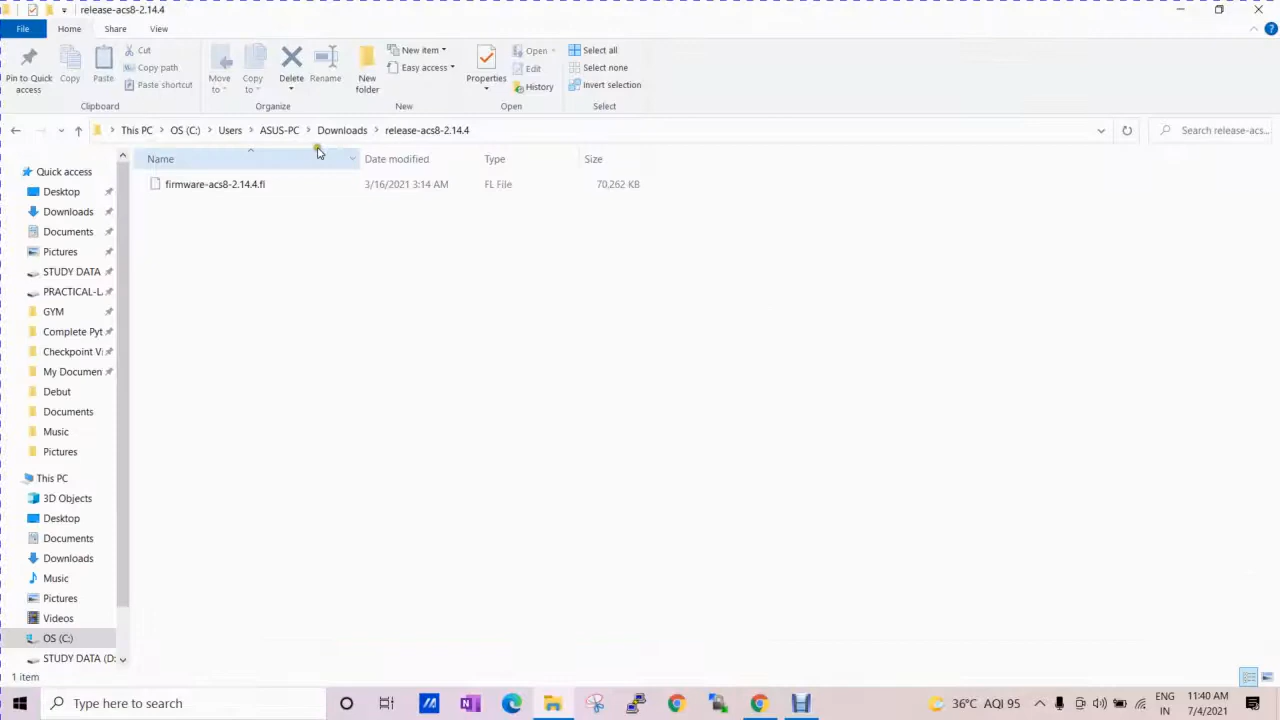 release-acs8-2.14.4
File
Home
Share
View
Pin to Quick
access
Copy
Paste
Cut
Copy path
Paste shortcut
Clipboard
Move
to
Copy
to
Delete
Rename
Organize
New
folder
New item
Easy access
New
Properties
Open
Edit
History
Open
Select all
Select none
Invert selection
Select
This PC
OS (C:)
Users
ASUS-PC
Downloads
release-acs8-2.14.4
Search release-acs...
Name
Date modified
Type
Size
firmware-acs8-2.14.4.fl
3/16/2021 3:14 AM
FL File
70,262 KB
Quick access
Desktop
Downloads
Documents
Pictures
STUDY DATA
PRACTICAL-L
GYM
Complete Pyt
Checkpoint Vi
My Documen
Debut
Documents
Music
Pictures
This PC
3D Objects
Desktop
Documents
Downloads
Music
Pictures
Videos
OS (C:)
STUDY DATA (D:
1 item
Type here to search
36°C AQI 95
ENG
IN
11:40 AM
7/4/2021